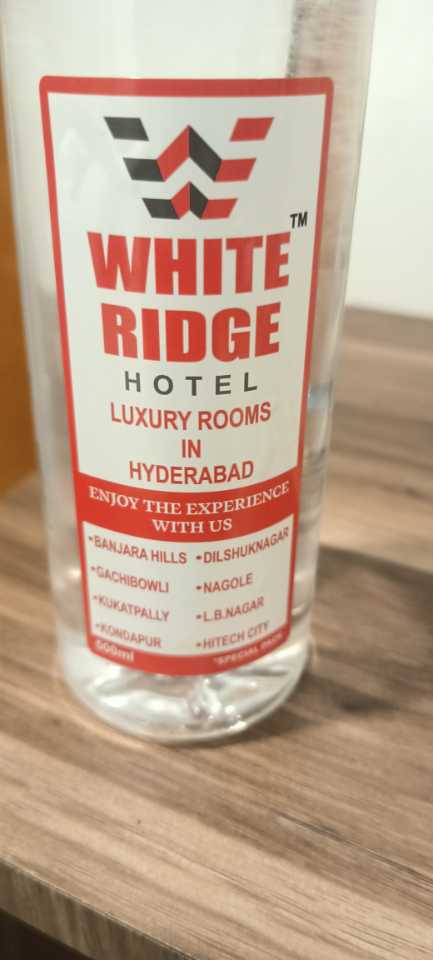 ™
WHITE
RIDGE
HOTEL
LUXURY ROOMS
IN
HYDERABAD
ENJOY THE EXPERIENCE
WITH US
•BANJARA HILLS •DILSHUKNAGAR
•GACHIBOWLI •NAGOLE
•KUKATPALLY •L.B.NAGAR
•KONDAPUR •HITECH CITY
500ml *SPECIAL PACK